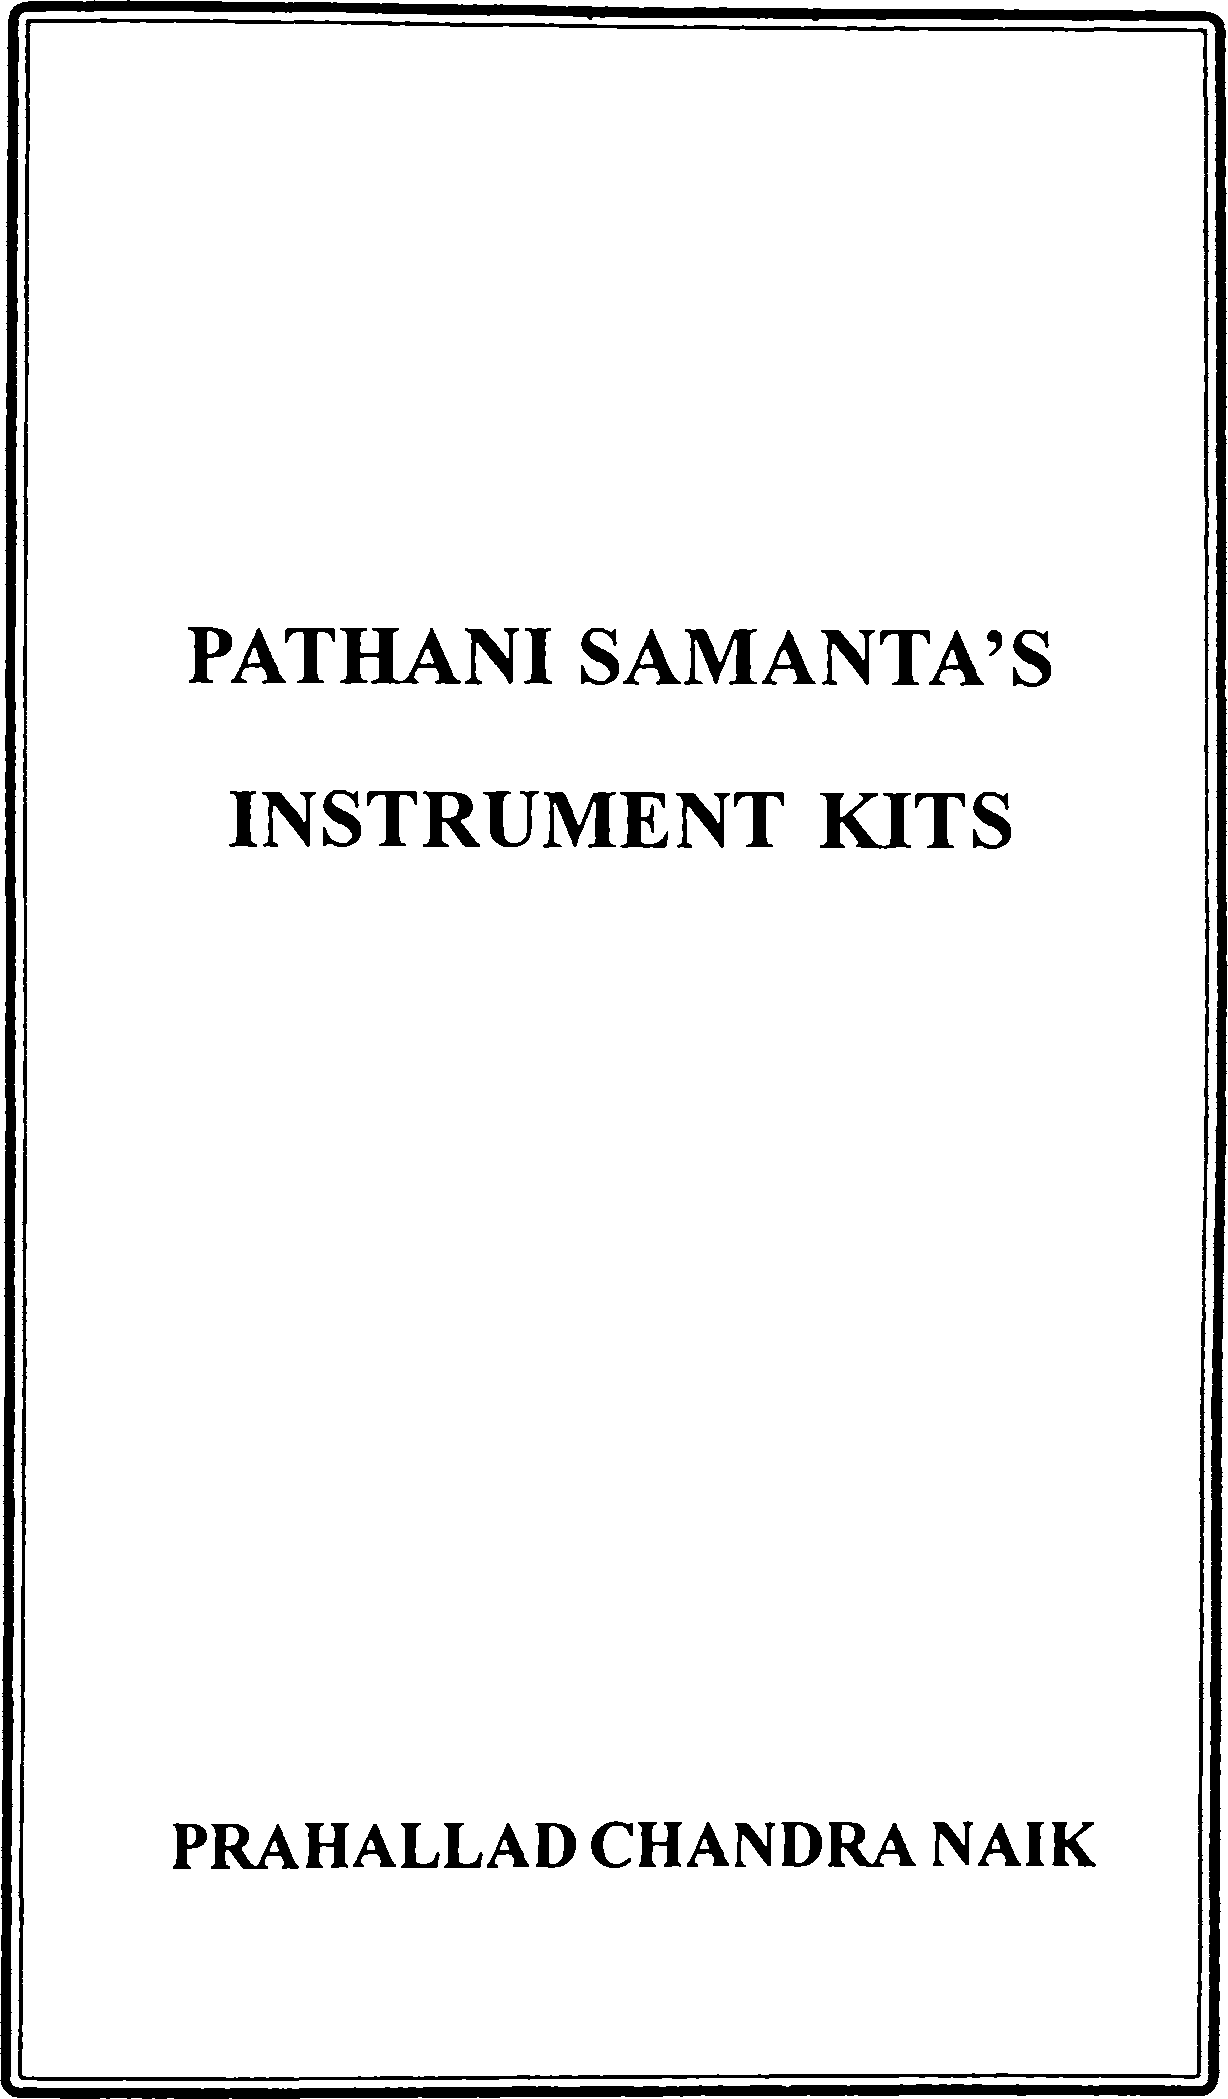 PATHANI SAMANTA’S
INSTRUMENT KITS
PRAHALLAD CHANDRA NAIK